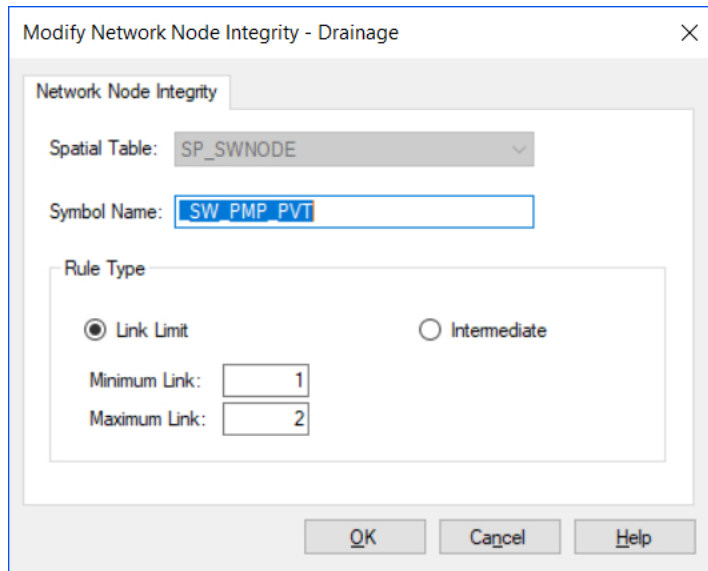 Modify Network Node Integrity - Drainage
Network Node Integrity
Spatial Table: SP_SWNODE
Symbol Name: _SW_PMP_PVT
Rule Type
Link Limit Intermediate
Minimum Link: 1
Maximum Link: 2
OK Cancel Help